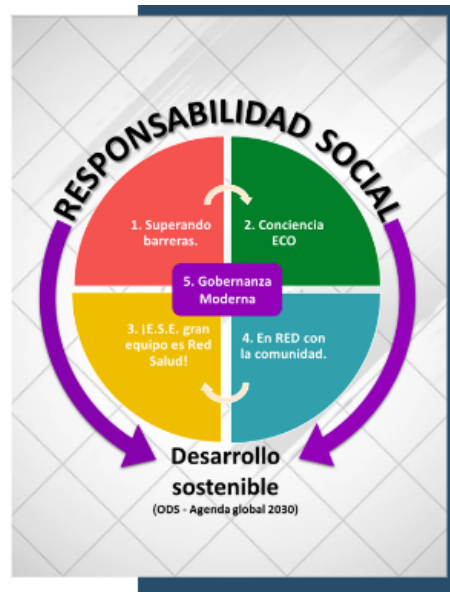 RESPONSABILIDAD SOCIAL
1. Superando
barreras.
2. Conciencia
ECO
5. Gobernanza
Moderna
3. ¡E.S.E. gran
equipo es Red
Salud!
4. En RED con
la comunidad.
Desarrollo
sostenible
(ODS - Agenda global 2030)